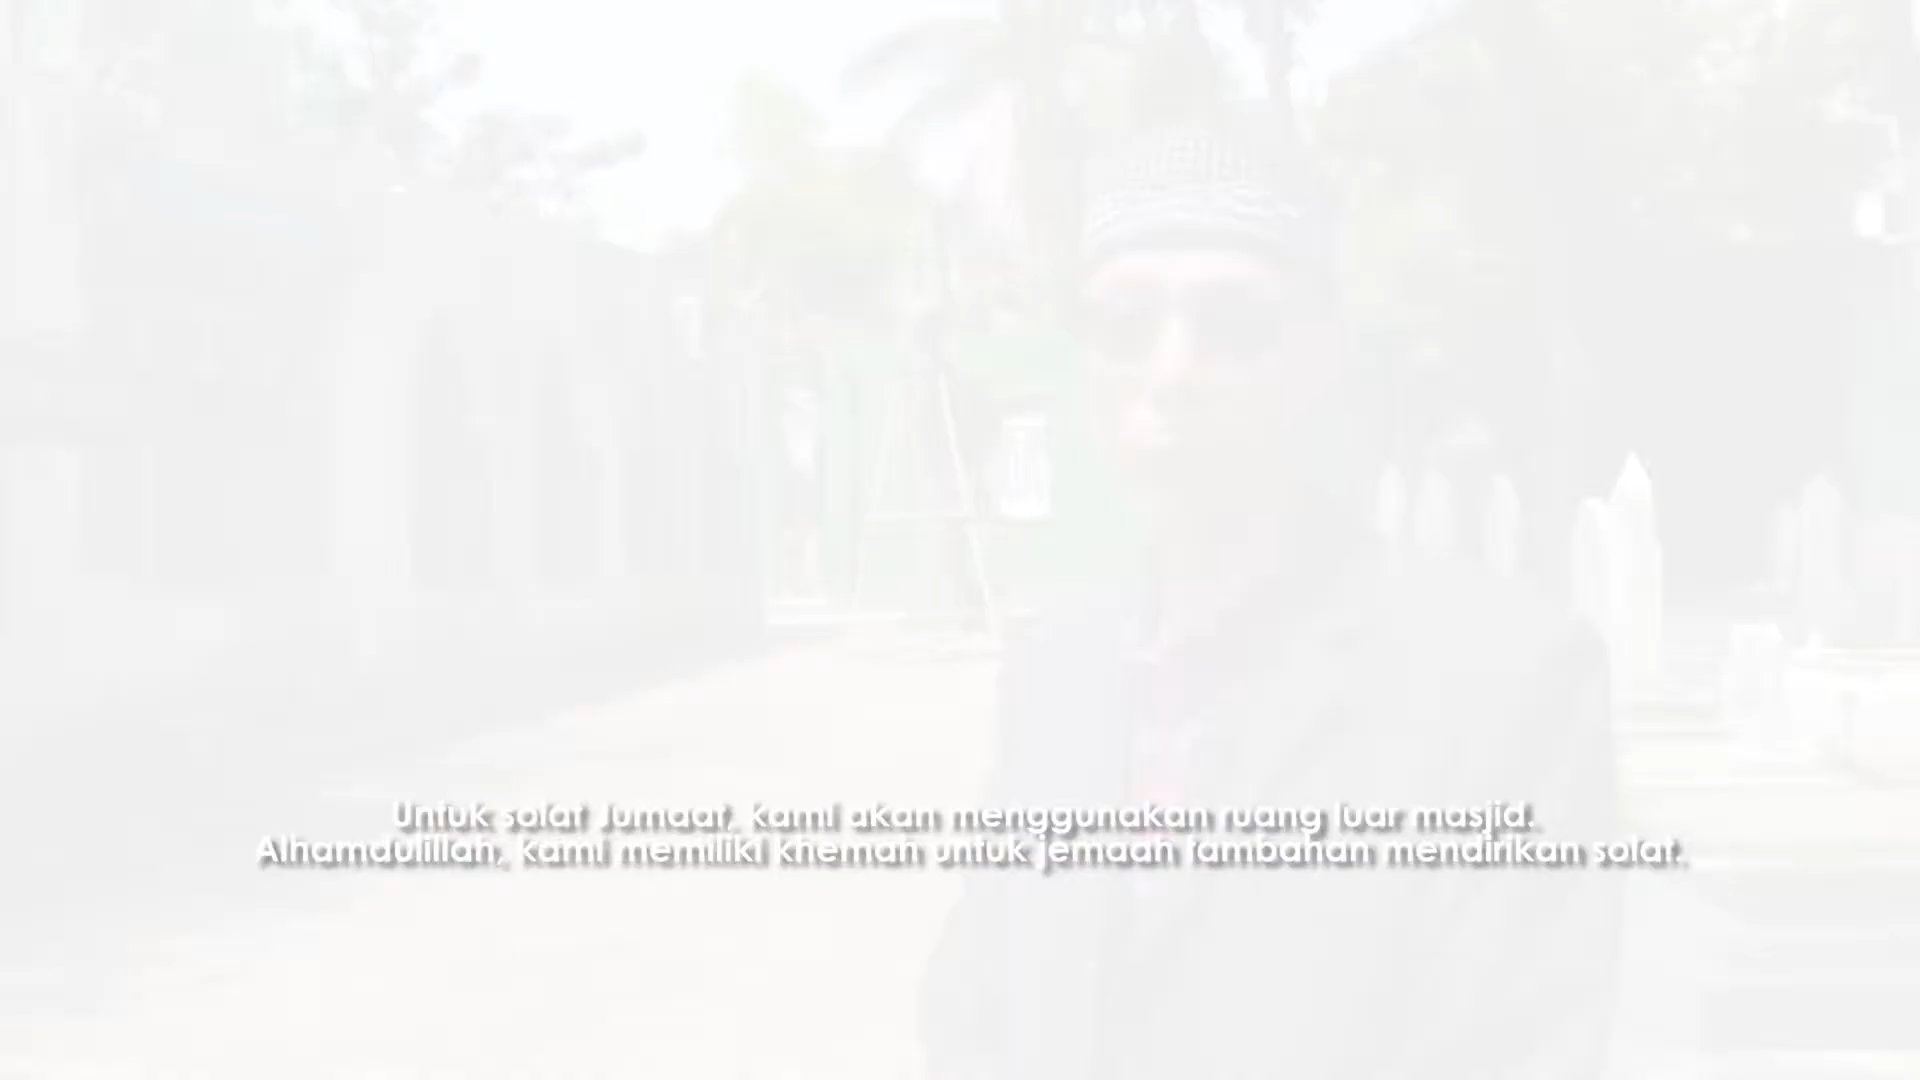 Untuk solat Jumaat, kami akan menggunakan ruang luar masjid.
Alhamdulillah, kami memiliki khemah untuk jemaah tambahan mendirikan solat.